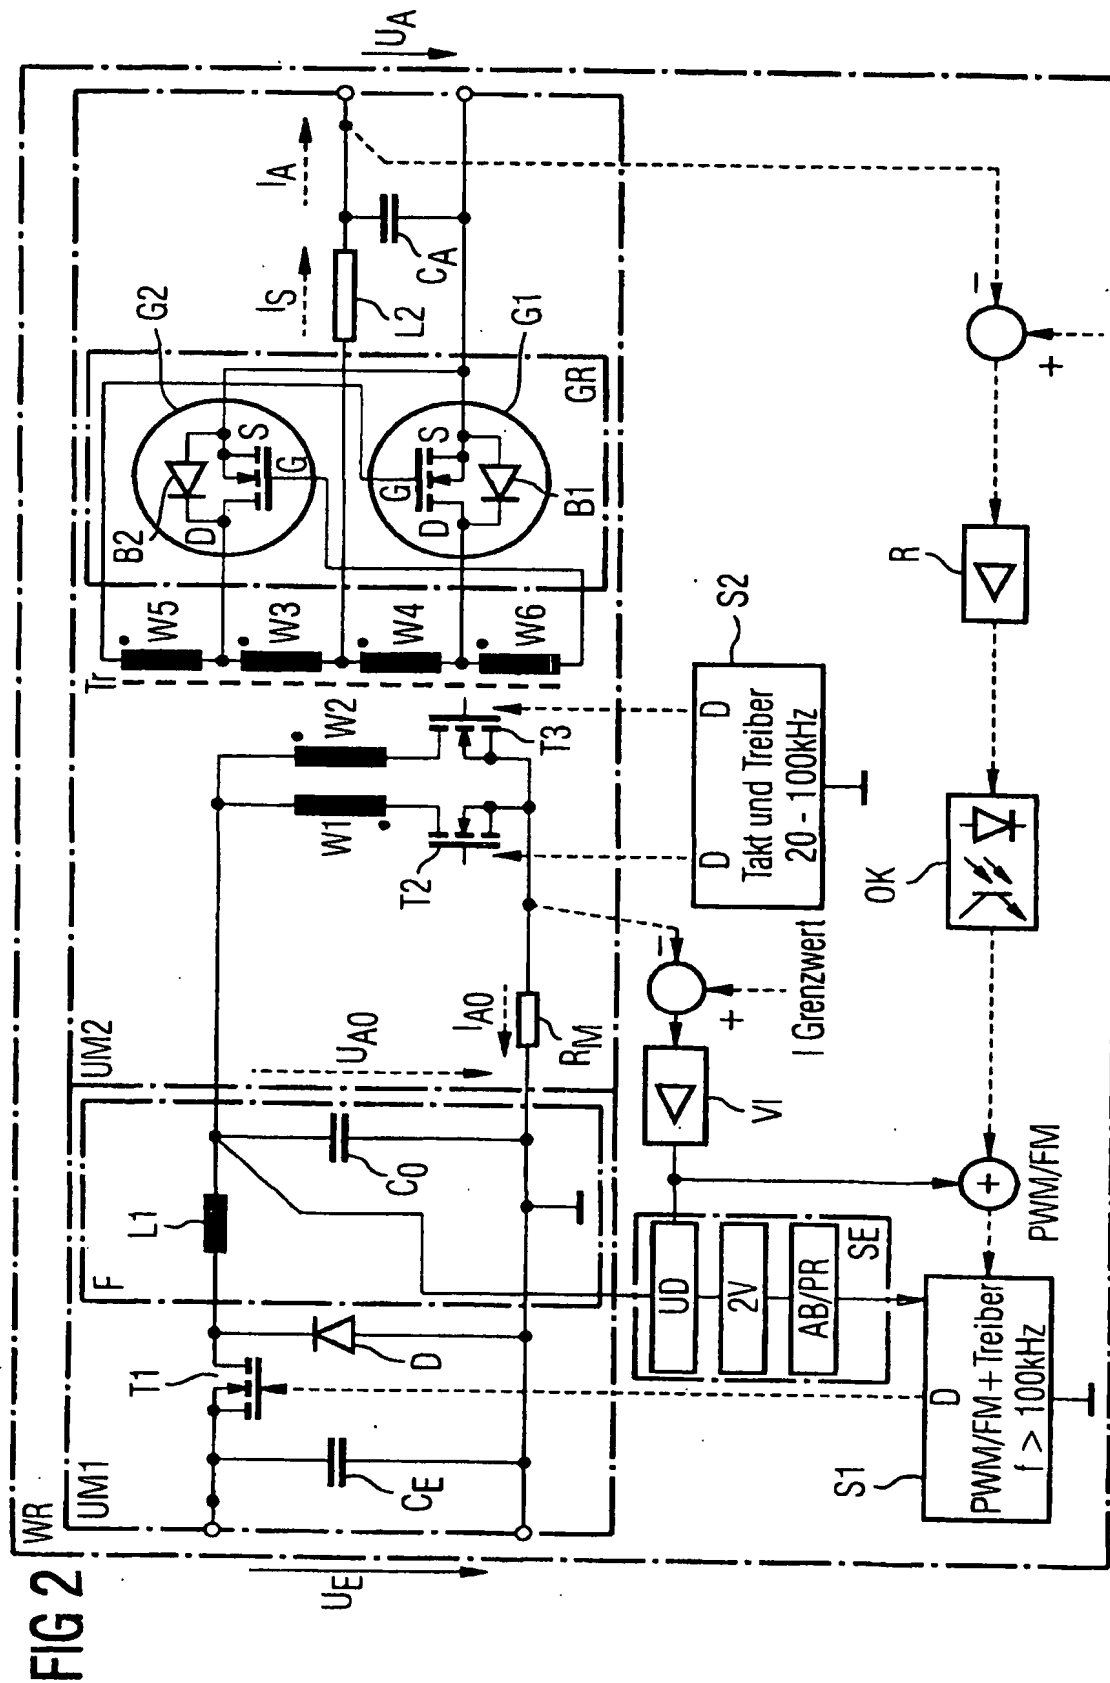 FIG 2
WR
UM1
UM2
U_E
C_E
T1
D
F
L1
C_0
U_A0
I_A0
R_M
W1
W2
T2
T3
Tr
W5
W3
W4
W6
B2
D
S
G
G2
G
D
S
B1
G1
GR
I_S
I_A
L2
C_A
I U_A
S1
D
PWM/FM+Treiber
f > 100kHz
UD
2V
AB/PR
SE
VI
I Grenzwert
+
−
S2
D
D
Takt und Treiber
20 - 100kHz
+
PWM/FM
OK
R
−
+